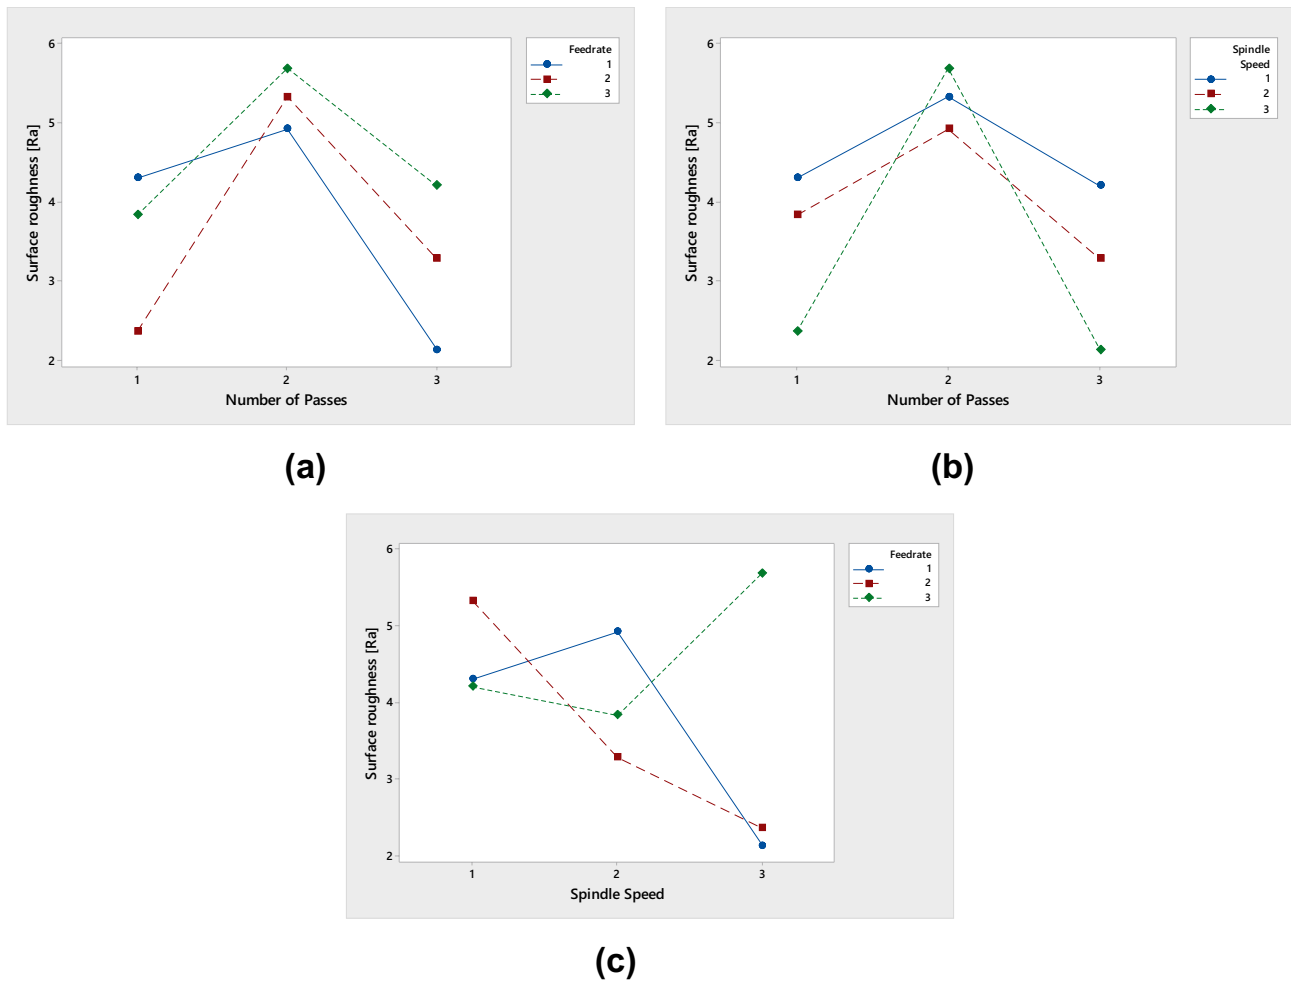 6
5
4
3
2
Surface roughness [Ra]
1 2 3
Number of Passes
Feedrate
1
2
3
(a)
6
5
4
3
2
Surface roughness [Ra]
1 2 3
Number of Passes
Spindle
Speed
1
2
3
(b)
6
5
4
3
2
Surface roughness [Ra]
1 2 3
Spindle Speed
Feedrate
1
2
3
(c)